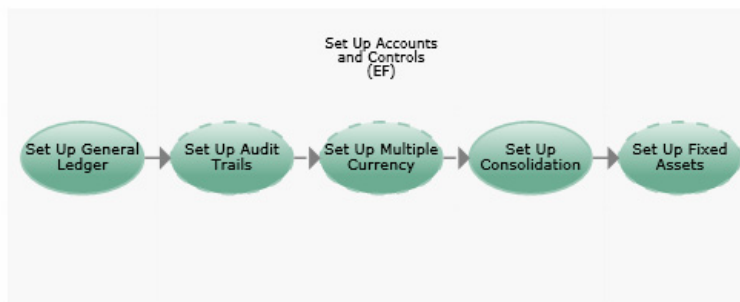 Set Up Accounts
and Controls
(EF)
Set Up General
Ledger
Set Up Audit
Trails
Set Up Multiple
Currency
Set Up
Consolidation
Set Up Fixed
Assets